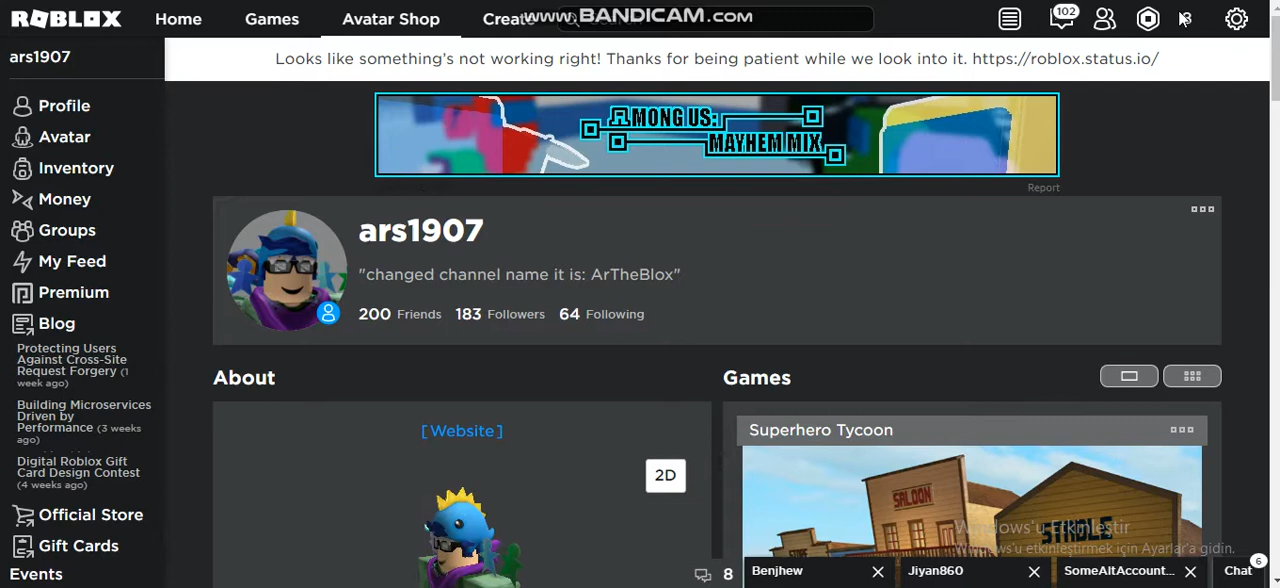 ROBLOX Home Games Avatar Shop Create www.BANDICAM.com 102
ars1907
Looks like something's not working right! Thanks for being patient while we look into it. https://roblox.status.io/
MONG US:
MAYHEM MIX
Report
Profile
Avatar
Inventory
Money
Groups
My Feed
Premium
Blog
Protecting Users
Against Cross-Site
Request Forgery (1
week ago)
Building Microservices
Driven by
Performance (3 weeks
ago)
Digital Roblox Gift
Card Design Contest
(4 weeks ago)
Official Store
Gift Cards
Events
ars1907
"changed channel name it is: ArTheBlox"
200 Friends 183 Followers 64 Following
About
[ Website ]
2D
Games
Superhero Tycoon
SALOON
Windows'u Etkinleştir
Windows'u etkinleştirmek için Ayarlar'a gidin.
8 Benjhew Jiyan860 SomeAltAccount... Chat 6